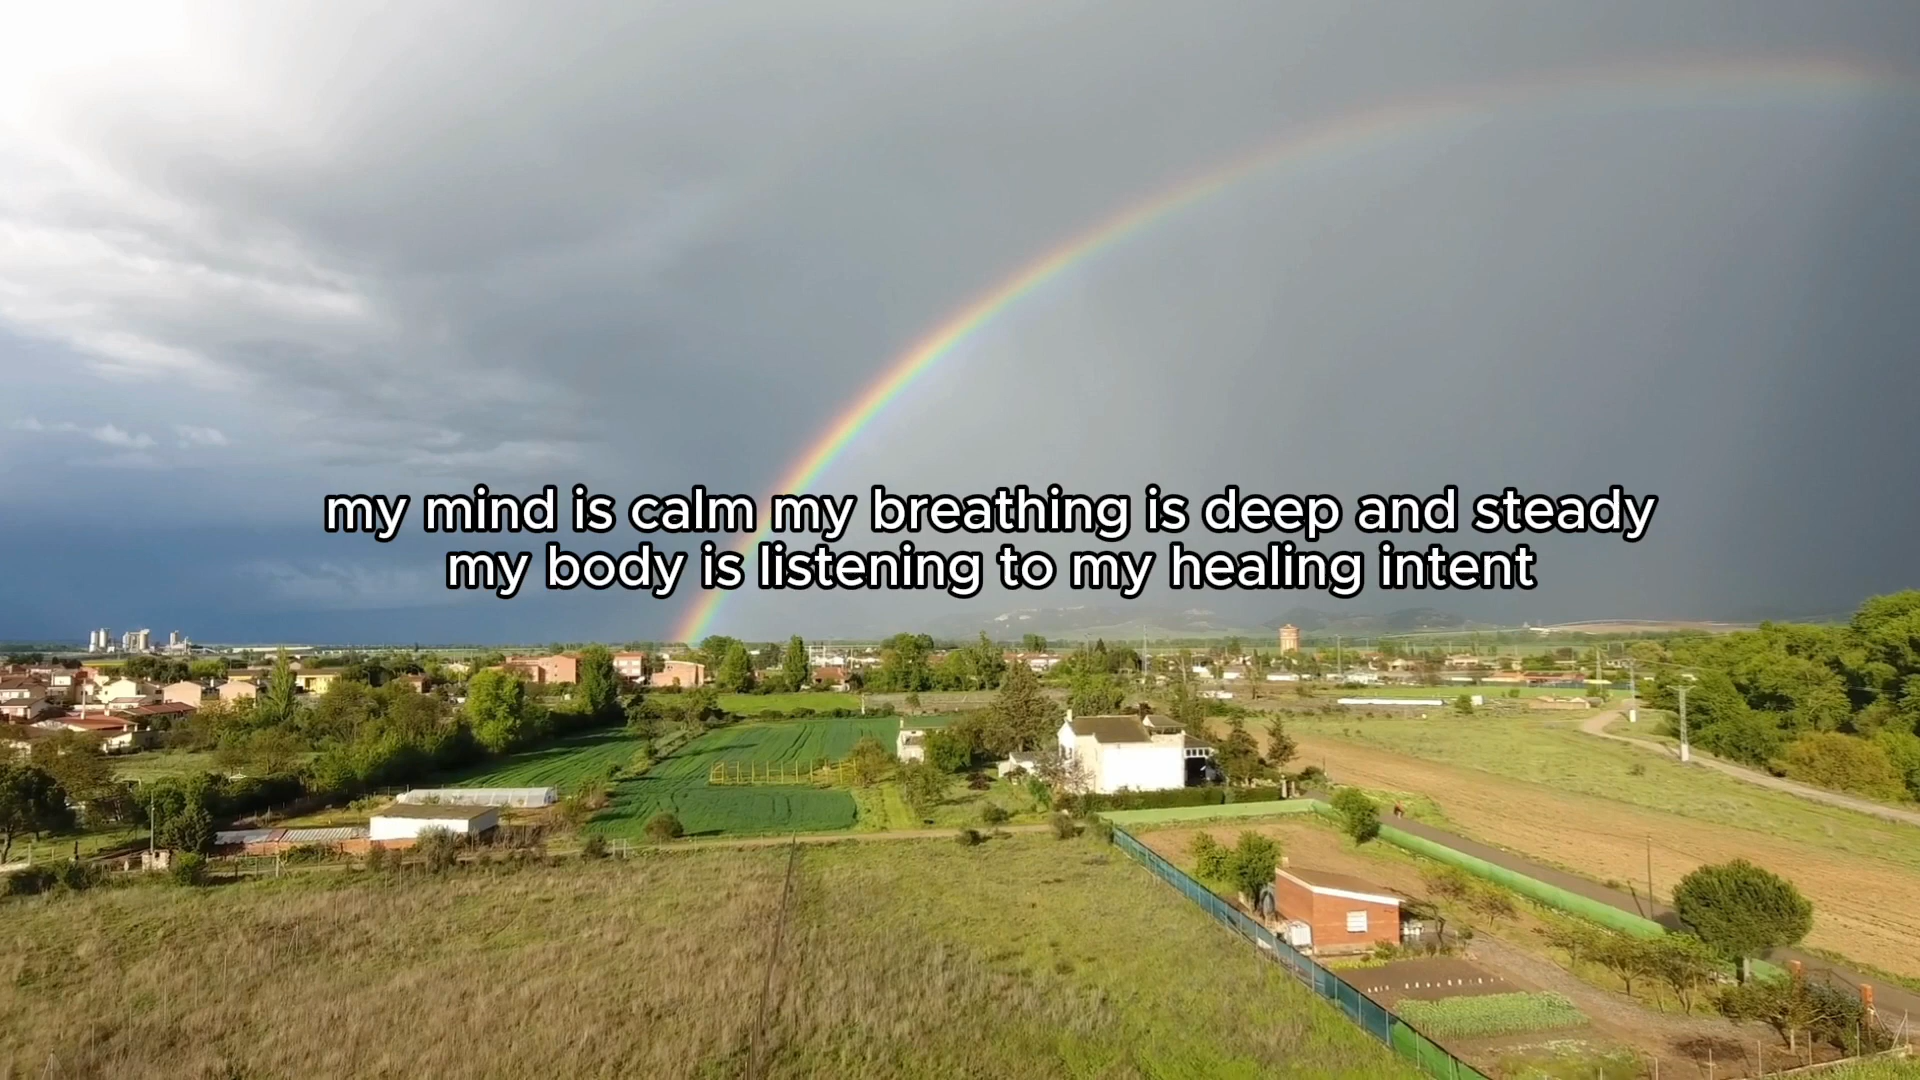 my mind is calm my breathing is deep and steady
my body is listening to my healing intent